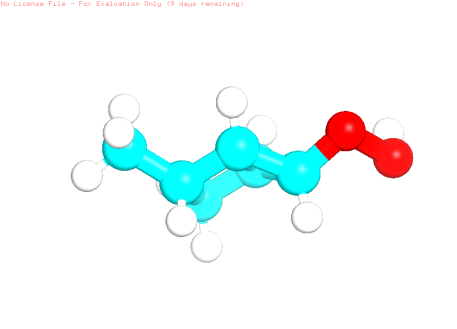 No License File - For Evaluation Only (9 days remaining)